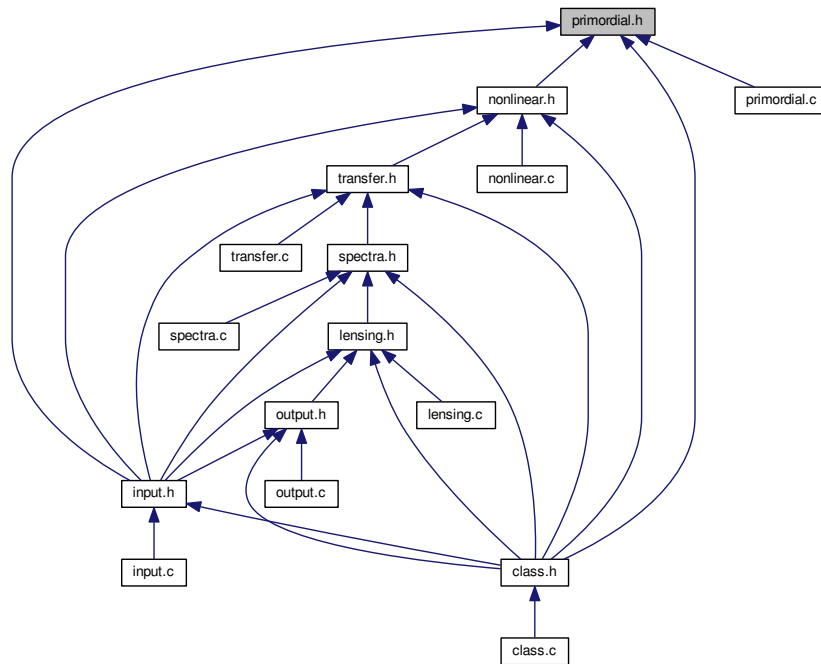 primordial.h
nonlinear.h
primordial.c
transfer.h
nonlinear.c
transfer.c
spectra.h
spectra.c
lensing.h
output.h
lensing.c
input.h
output.c
input.c
class.h
class.c